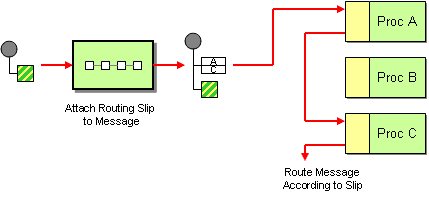 Proc A
A
C
Proc B
Attach Routing Slip
to Message
Proc C
Route Message
According to Slip